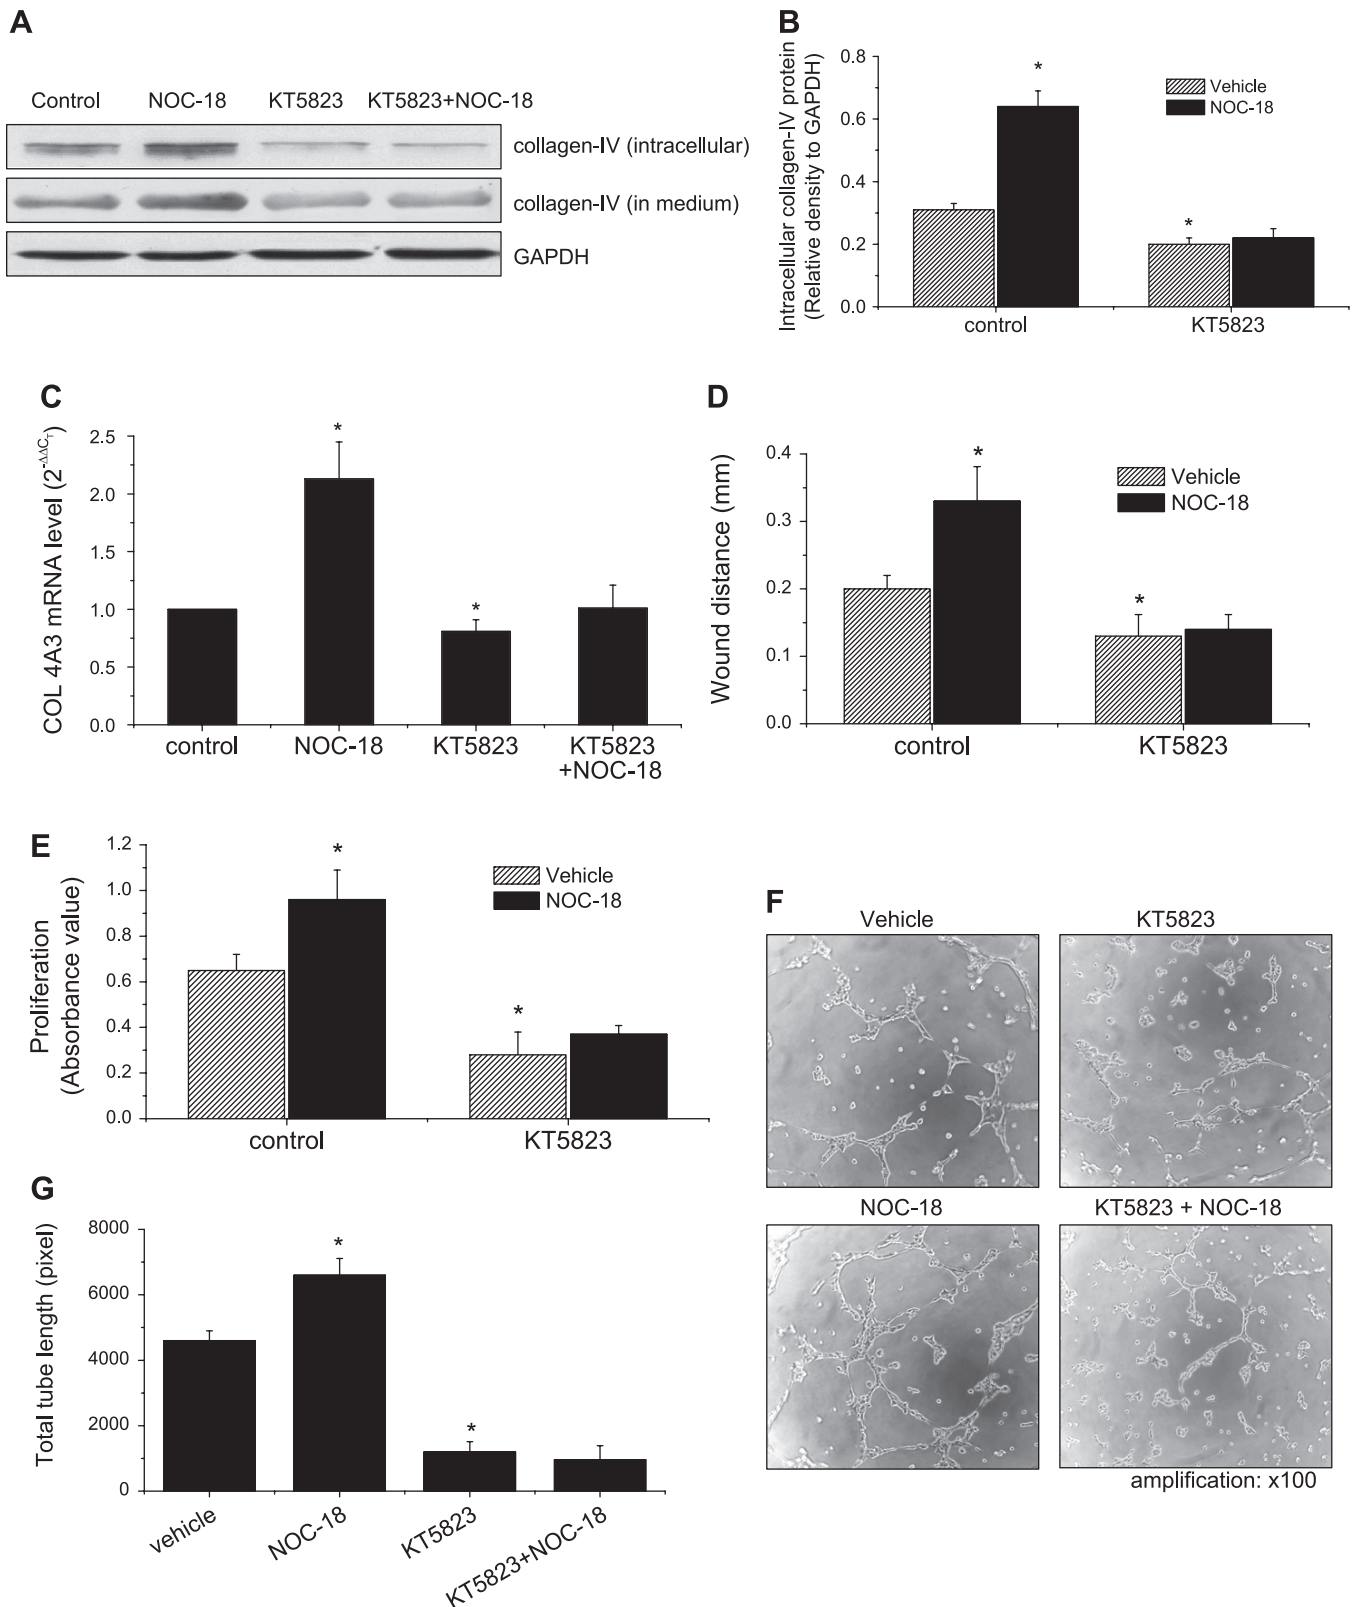 A
Control NOC-18 KT5823 KT5823+NOC-18
collagen-IV (intracellular)
collagen-IV (in medium)
GAPDH
B
Intracellular collagen-IV protein
(Relative density to GAPDH)
0.8
0.6
0.4
0.2
0.0
*
*
Vehicle
NOC-18
control KT5823
C
COL 4A3 mRNA level (2^-ΔΔC_T)
2.5
2.0
1.5
1.0
0.5
0.0
*
*
control NOC-18 KT5823 KT5823
+NOC-18
D
Wound distance (mm)
0.4
0.3
0.2
0.1
0.0
*
*
Vehicle
NOC-18
control KT5823
E
Proliferation
(Absorbance value)
1.2
1.0
0.8
0.6
0.4
0.2
0.0
*
*
Vehicle
NOC-18
control KT5823
F
Vehicle KT5823
NOC-18 KT5823 + NOC-18
amplification: x100
G
Total tube length (pixel)
8000
6000
4000
2000
0
*
*
vehicle NOC-18 KT5823 KT5823+NOC-18